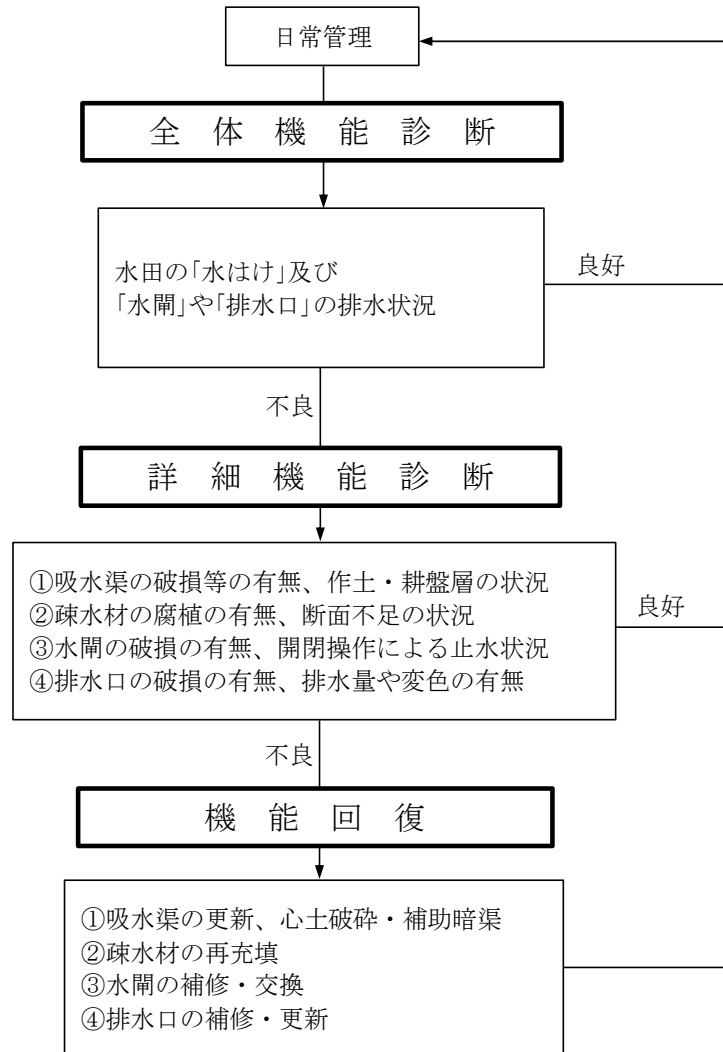 日常管理
全体機能診断
水田の｢水はけ｣及び
｢水閘｣や｢排水口｣の排水状況
良好
不良
詳細機能診断
①吸水渠の破損等の有無、作土・耕盤層の状況
②疎水材の腐植の有無、断面不足の状況
③水閘の破損の有無、開閉操作による止水状況
④排水口の破損の有無、排水量や変色の有無
良好
不良
機能回復
①吸水渠の更新、心土破砕・補助暗渠
②疎水材の再充填
③水閘の補修・交換
④排水口の補修・更新